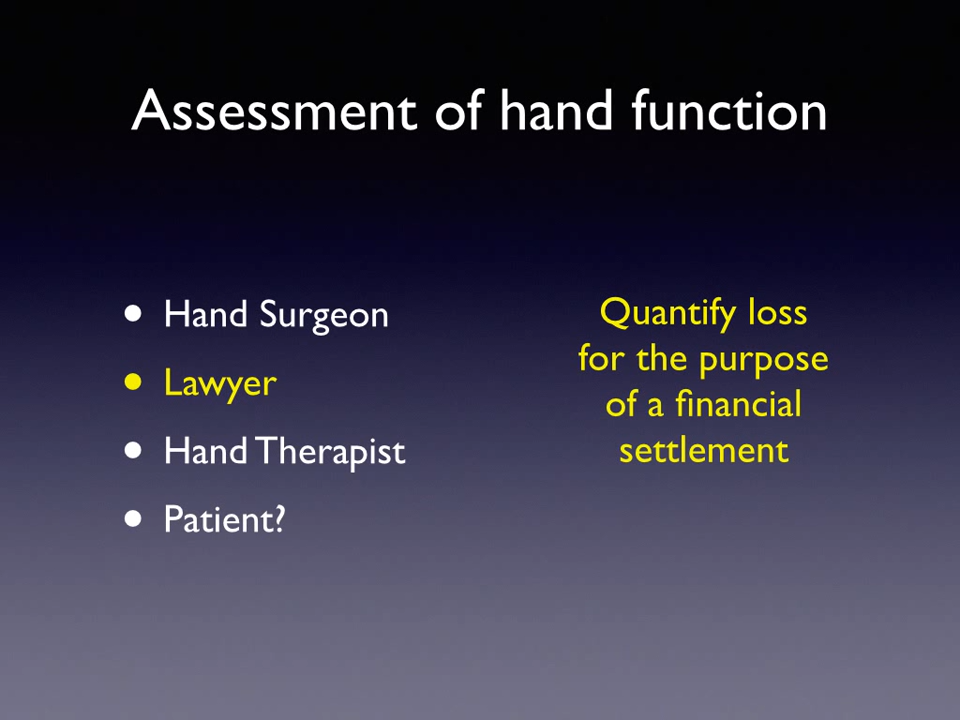 Assessment of hand function
• Hand Surgeon
• Lawyer
• Hand Therapist
• Patient?
Quantify loss
for the purpose
of a financial
settlement